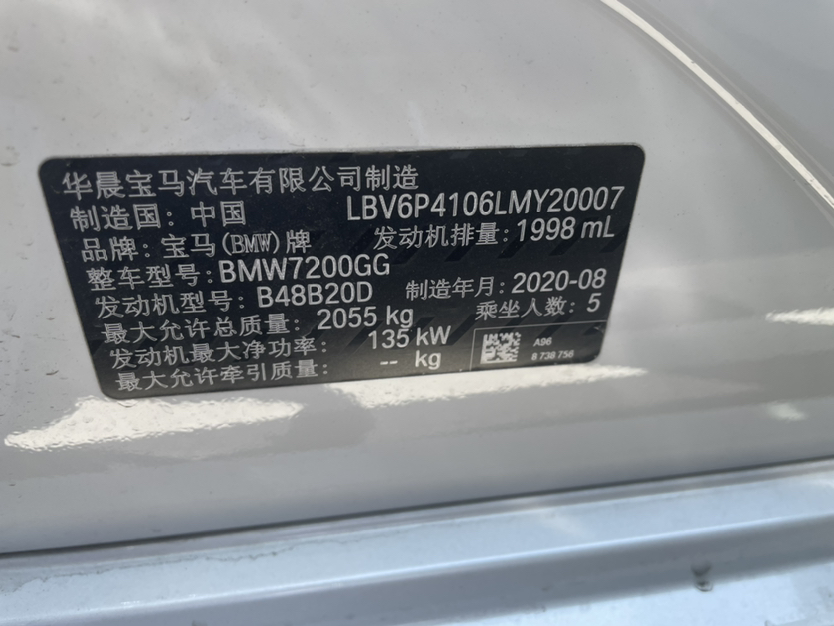 华晨宝马汽车有限公司制造
制造国: 中国 LBV6P4106LMY20007
品牌: 宝马(BMW)牌 发动机排量: 1998 mL
整车型号: BMW7200GG
发动机型号: B48B20D 制造年月: 2020-08
最大允许总质量: 2055 kg 乘坐人数: 5
发动机最大净功率: 135 kW
最大允许牵引质量: -- kg
A96
8 738 756